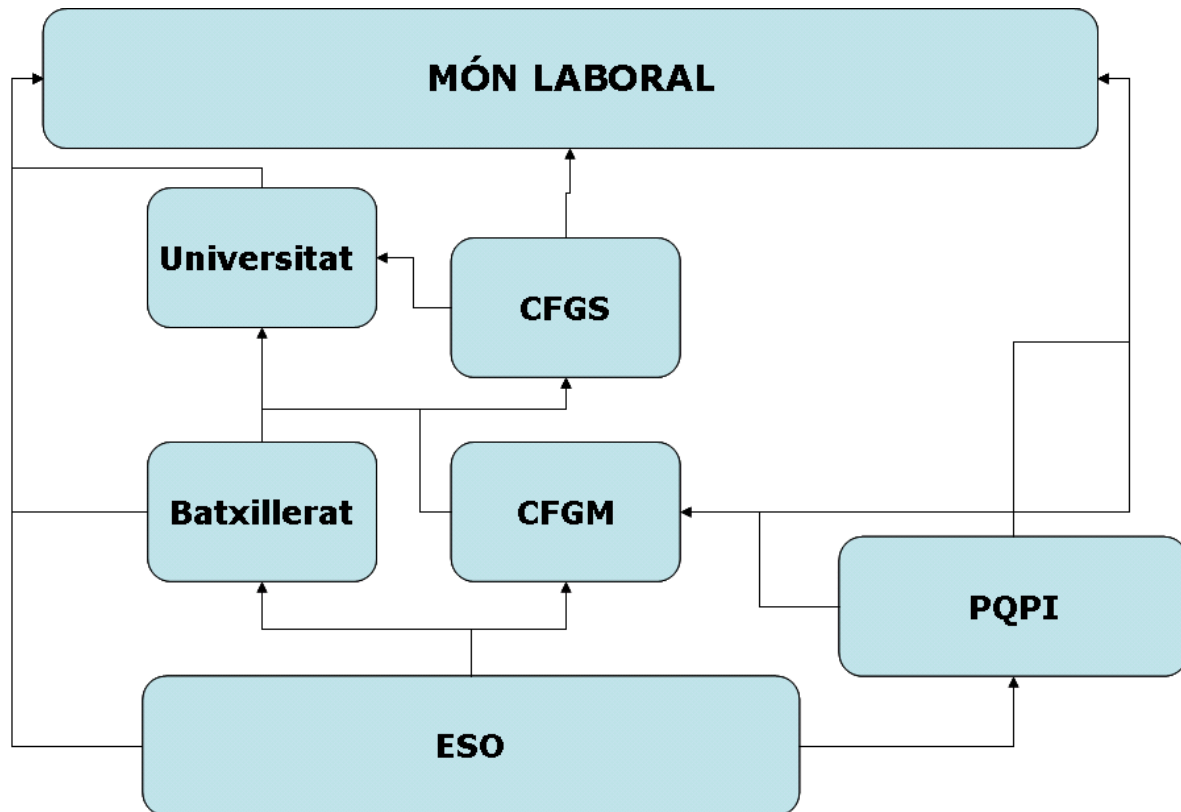 MÓN LABORAL
Universitat
CFGS
Batxillerat
CFGM
PQPI
ESO